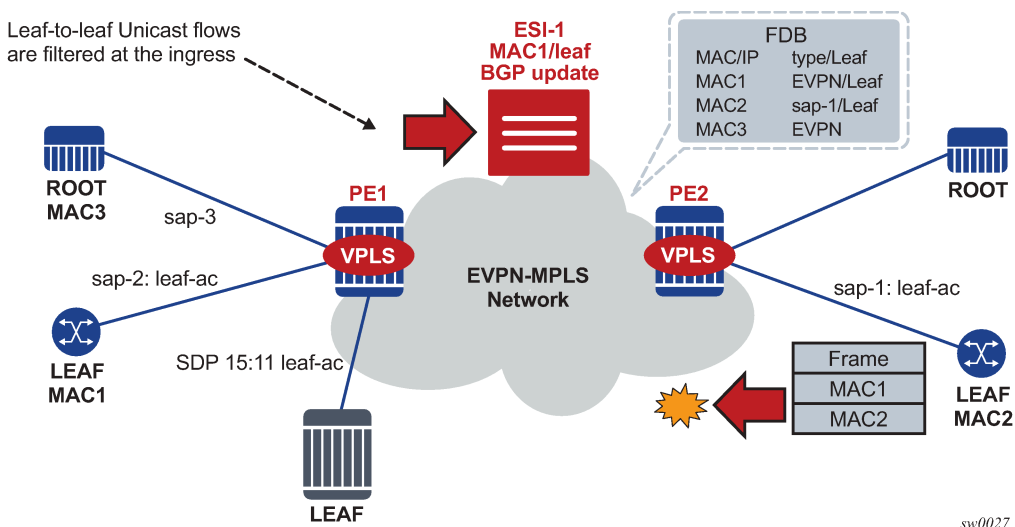 Leaf-to-leaf Unicast flows
are filtered at the ingress
ESI-1
MAC1/leaf
BGP update
FDB
MAC/IP type/Leaf
MAC1 EVPN/Leaf
MAC2 sap-1/Leaf
MAC3 EVPN
ROOT
MAC3
sap-3
PE1
VPLS
PE2
VPLS
ROOT
EVPN-MPLS
Network
sap-2: leaf-ac
sap-1: leaf-ac
LEAF
MAC1
SDP 15:11 leaf-ac
Frame
MAC1
MAC2
LEAF
MAC2
LEAF
sw0027